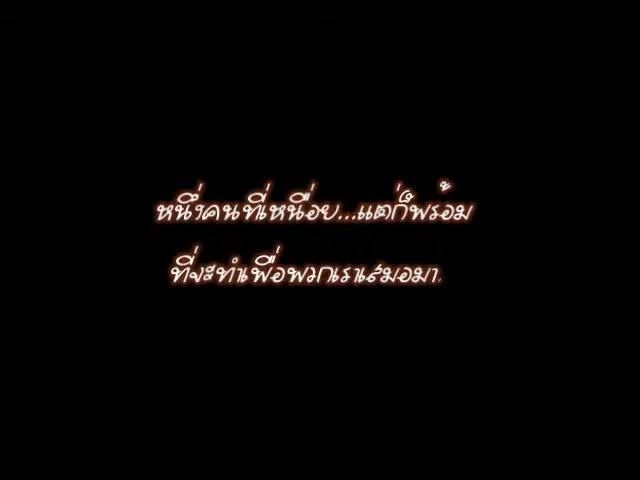 หนึ่งคนที่เหนื่อย...แต่ก็พร้อม
ที่จะทำเพื่อพวกเราเสมอมา.